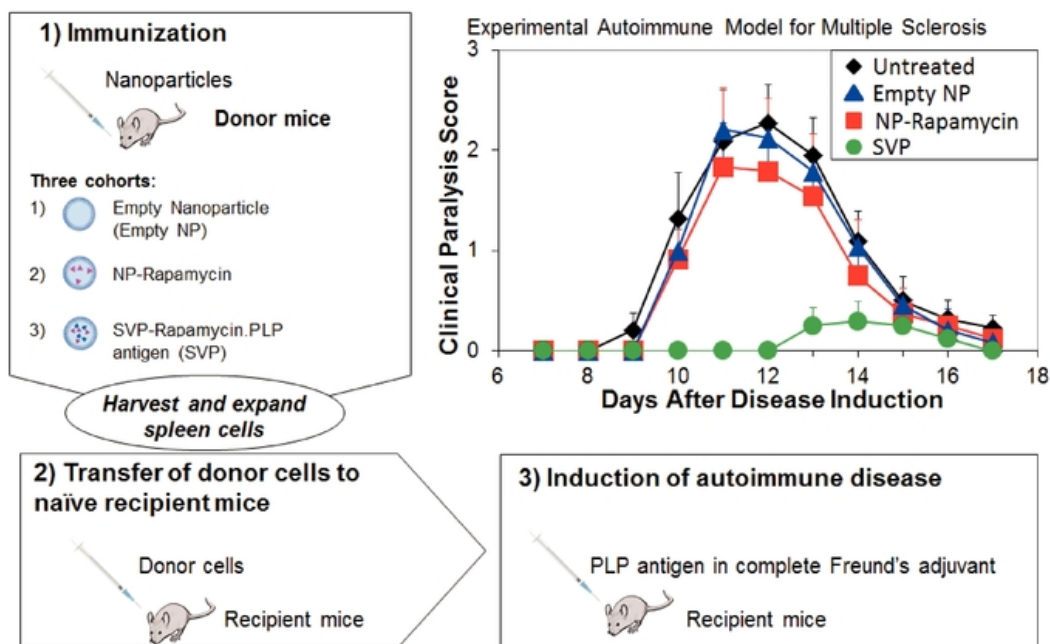 1) Immunization
Nanoparticles
Donor mice
Three cohorts:
1) Empty Nanoparticle
(Empty NP)
2) NP-Rapamycin
3) SVP-Rapamycin.PLP
antigen (SVP)
Harvest and expand
spleen cells
Experimental Autoimmune Model for Multiple Sclerosis
Clinical Paralysis Score
3
2
1
0
Untreated
Empty NP
NP-Rapamycin
SVP
6 8 10 12 14 16 18
Days After Disease Induction
2) Transfer of donor cells to
naïve recipient mice
Donor cells
Recipient mice
3) Induction of autoimmune disease
PLP antigen in complete Freund's adjuvant
Recipient mice